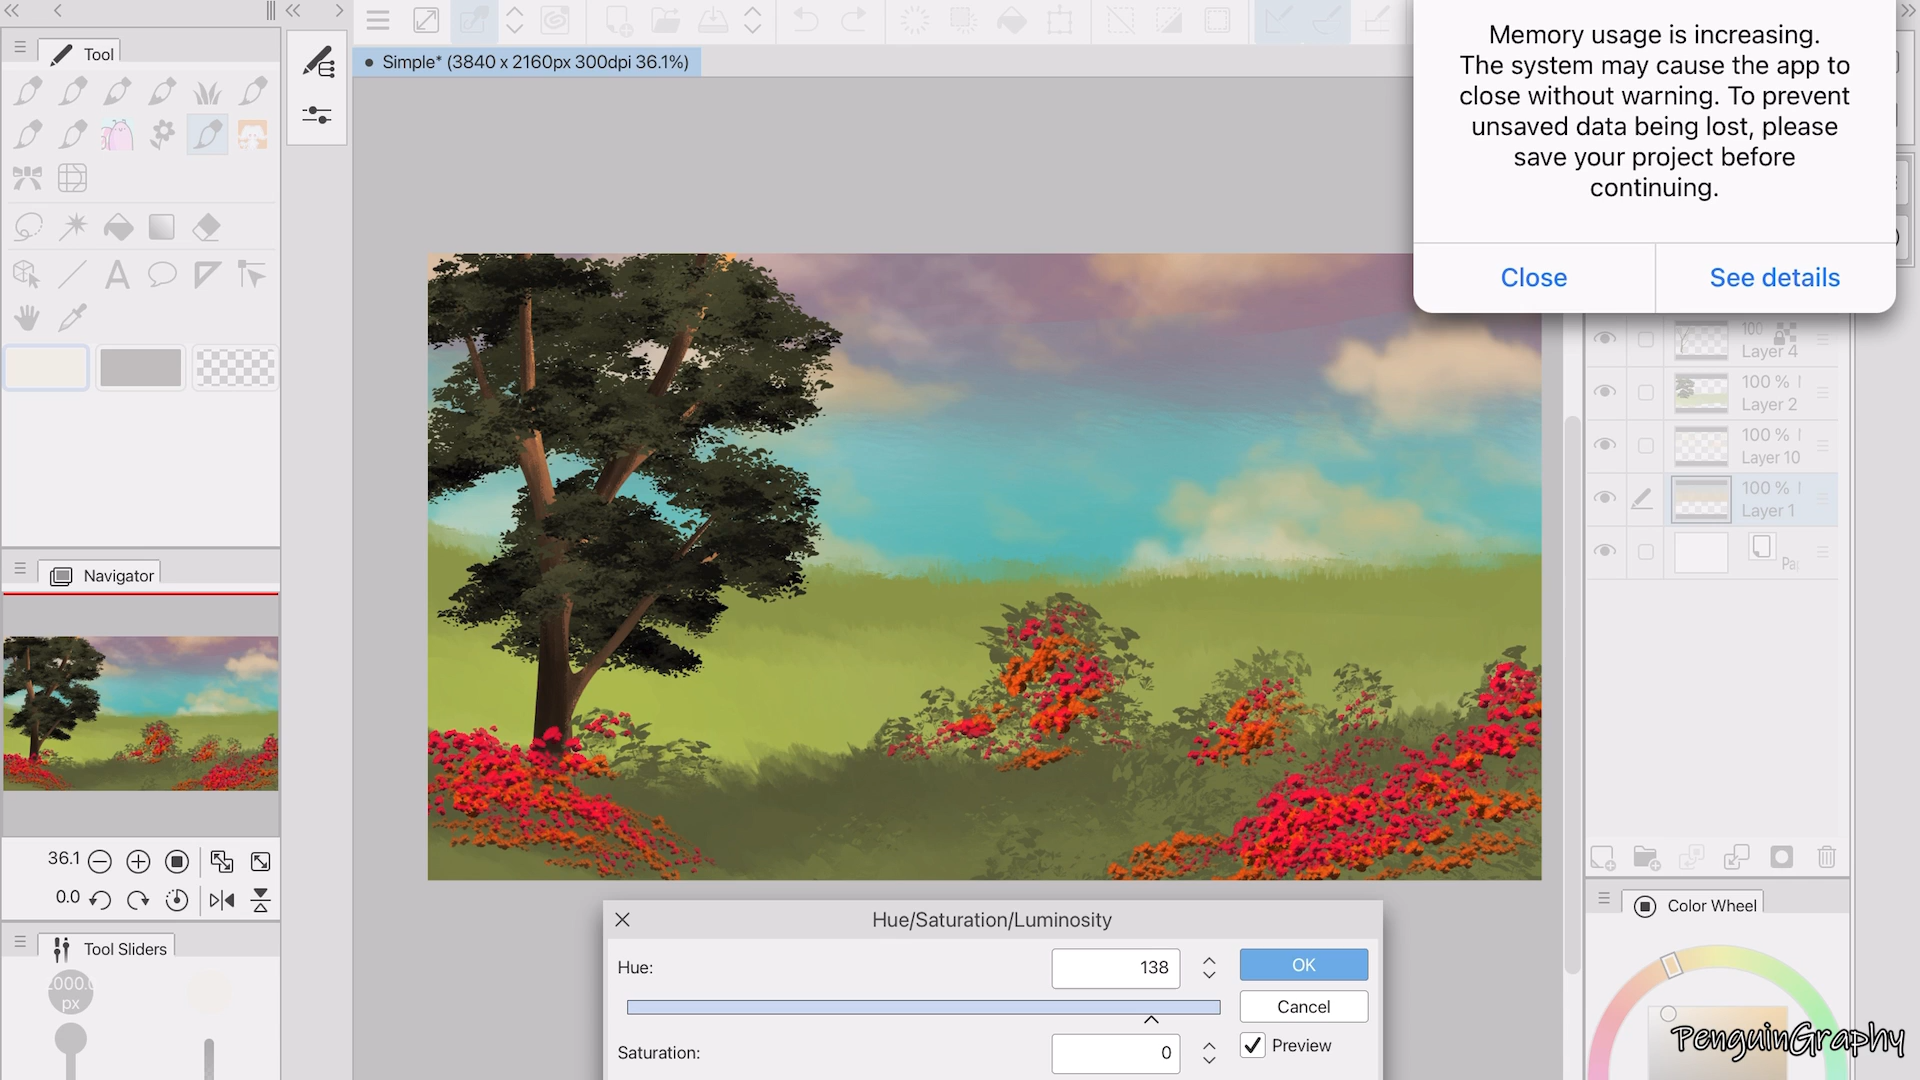 Tool
Simple* (3840 x 2160px 300dpi 36.1%)
Memory usage is increasing.
The system may cause the app to
close without warning. To prevent
unsaved data being lost, please
save your project before
continuing.
Close
See details
100
Layer 4
100 %
Layer 2
100 %
Layer 10
100 %
Layer 1
Navigator
36.1
0.0
Tool Sliders
px
Hue/Saturation/Luminosity
Hue:
138
OK
Cancel
Saturation:
0
Preview
Color Wheel
PenguinGraphy